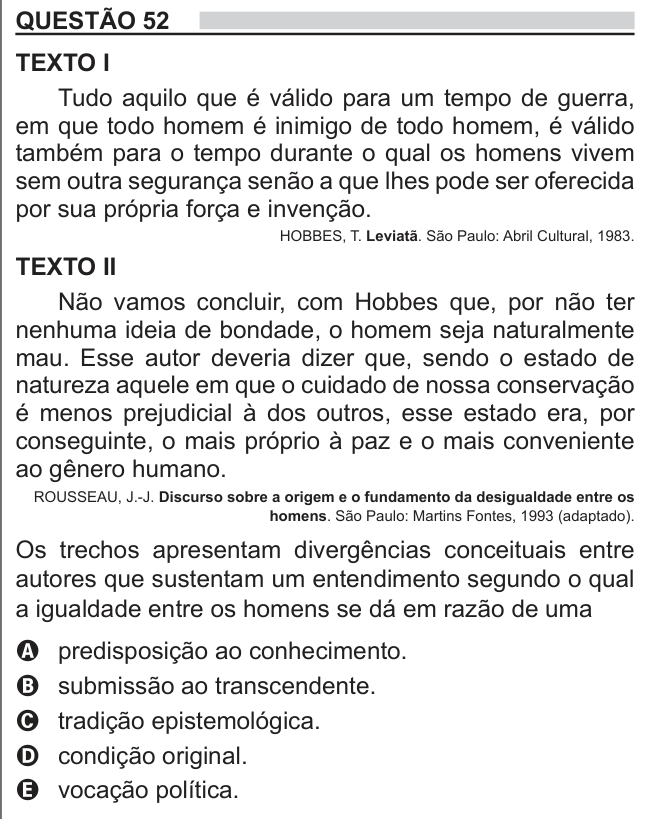 QUESTÃO 52
TEXTO I
Tudo aquilo que é válido para um tempo de guerra,
em que todo homem é inimigo de todo homem, é válido
também para o tempo durante o qual os homens vivem
sem outra segurança senão a que lhes pode ser oferecida
por sua própria força e invenção.
HOBBES, T. Leviatã. São Paulo: Abril Cultural, 1983.
TEXTO II
Não vamos concluir, com Hobbes que, por não ter
nenhuma ideia de bondade, o homem seja naturalmente
mau. Esse autor deveria dizer que, sendo o estado de
natureza aquele em que o cuidado de nossa conservação
é menos prejudicial à dos outros, esse estado era, por
conseguinte, o mais próprio à paz e o mais conveniente
ao gênero humano.
ROUSSEAU, J.-J. Discurso sobre a origem e o fundamento da desigualdade entre os
homens. São Paulo: Martins Fontes, 1993 (adaptado).
Os trechos apresentam divergências conceituais entre
autores que sustentam um entendimento segundo o qual
a igualdade entre os homens se dá em razão de uma
A predisposição ao conhecimento.
B submissão ao transcendente.
C tradição epistemológica.
D condição original.
E vocação política.